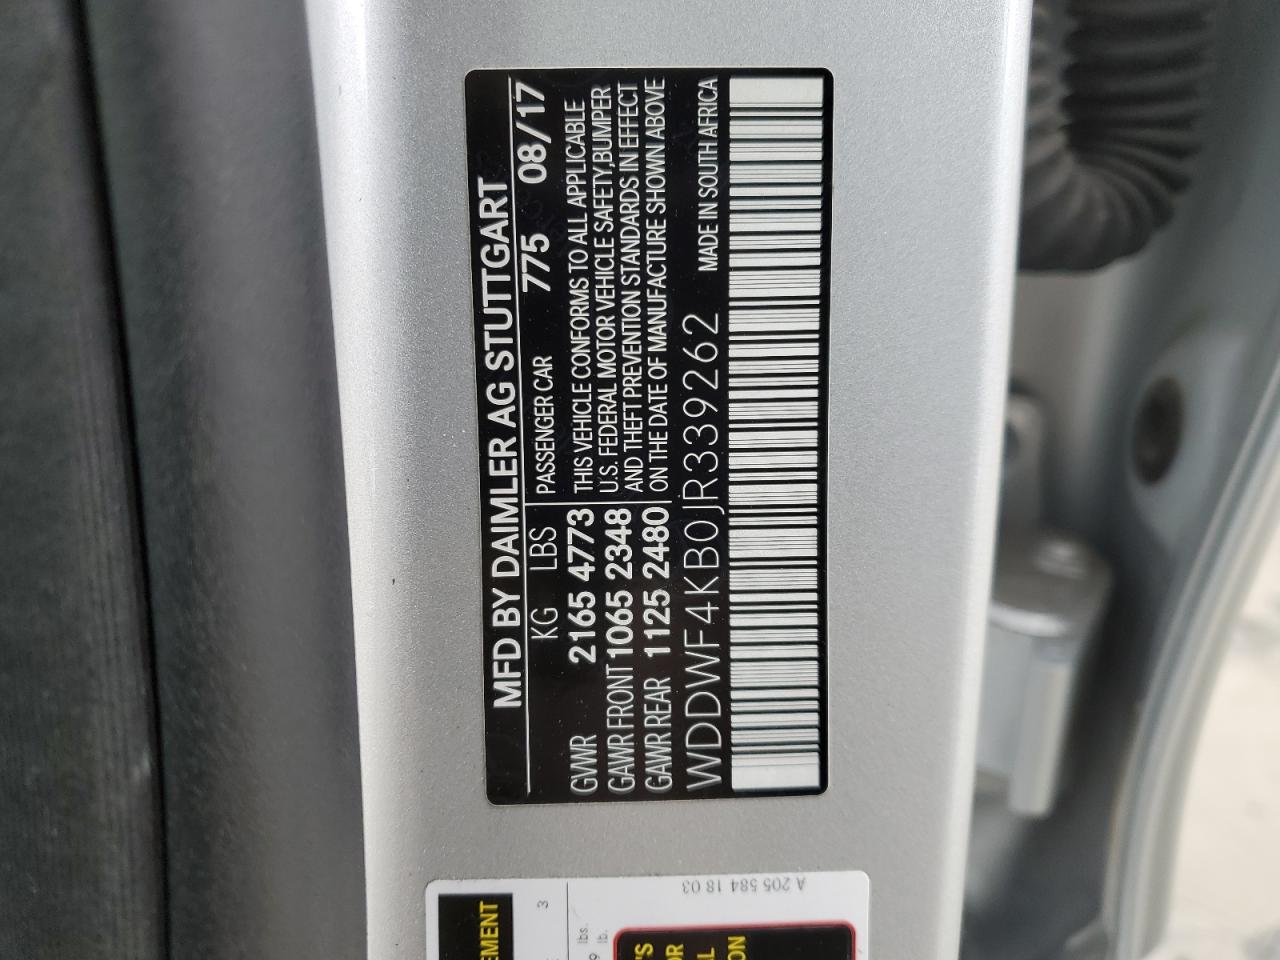 MFD BY DAIMLER AG STUTTGART
KG LBS PASSENGER CAR 775 08/17
GVWR 2165 4773 THIS VEHICLE CONFORMS TO ALL APPLICABLE
GAWR FRONT 1065 2348 U.S. FEDERAL MOTOR VEHICLE SAFETY,BUMPER
AND THEFT PREVENTION STANDARDS IN EFFECT
GAWR REAR 1125 2480 ON THE DATE OF MANUFACTURE SHOWN ABOVE
WDDWF4KB0JR339262 MADE IN SOUTH AFRICA
A 205 584 18 03
3
lbs.
lb.